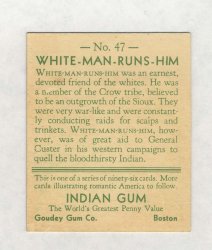 — No. 47 —
WHITE-MAN-RUNS-HIM
WHITE-MAN-RUNS-HIM was an earnest,
devoted friend of the whites. He was
a member of the Crow tribe, believed to
be an outgrowth of the Sioux. They
were very war-like and were constant-
ly conducting raids for scalps and
trinkets. WHITE-MAN-RUNS-HIM, how-
ever, was of great aid to General
Custer in his western campaigns to
quell the bloodthirsty Indian.
This is one of a series of ninety-six cards. More
cards illustrating romantic America to follow.
INDIAN GUM
The World's Greatest Penny Value
Goudey Gum Co. Boston